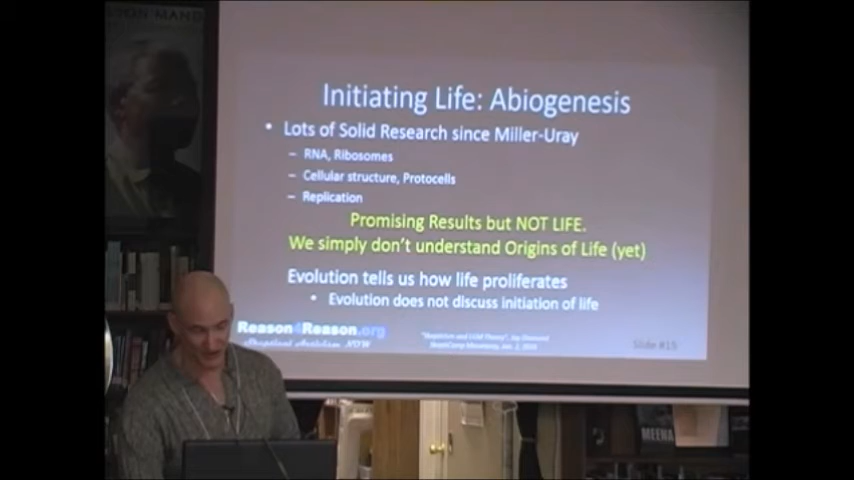 Initiating Life: Abiogenesis
• Lots of Solid Research since Miller-Uray
– RNA, Ribosomes
– Cellular structure, Protocells
– Replication
Promising Results but NOT LIFE.
We simply don't understand Origins of Life (yet)
Evolution tells us how life proliferates
• Evolution does not discuss initiation of life
Reason4Reason.org
Skeptical Activism NOW
Slide #15
MEENA